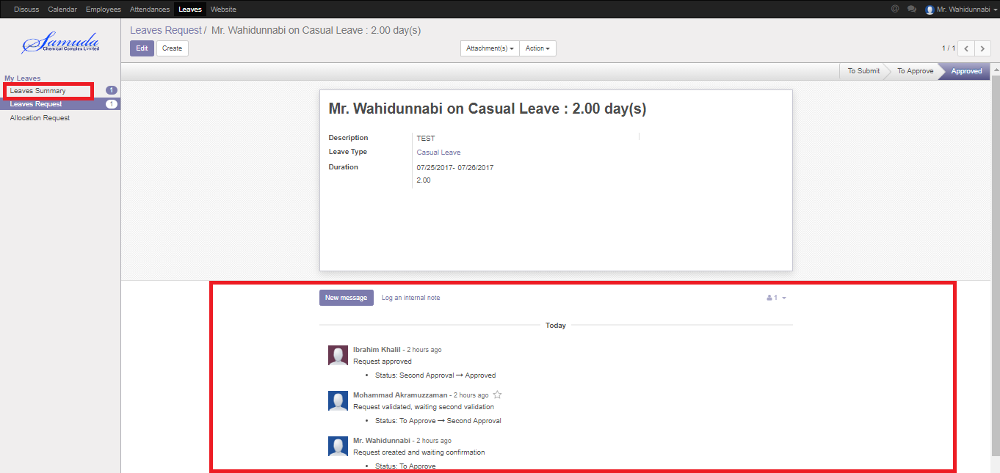 Discuss Calendar Employees Attendances Leaves Website @ Mr. Wahidunnabi
Samuda
Chemical Complex Limited
Leaves Request / Mr. Wahidunnabi on Casual Leave : 2.00 day(s)
Edit Create Attachment(s) Action 1 / 1
To Submit To Approve Approved
My Leaves
Leaves Summary 1
Leaves Request 1
Allocation Request
Mr. Wahidunnabi on Casual Leave : 2.00 day(s)
Description TEST
Leave Type Casual Leave
Duration 07/25/2017- 07/26/2017
2.00
New message Log an internal note 1
Today
Ibrahim Khalil - 2 hours ago
Request approved
• Status: Second Approval → Approved
Mohammad Akramuzzaman - 2 hours ago
Request validated, waiting second validation
• Status: To Approve → Second Approval
Mr. Wahidunnabi - 2 hours ago
Request created and waiting confirmation
• Status: To Approve